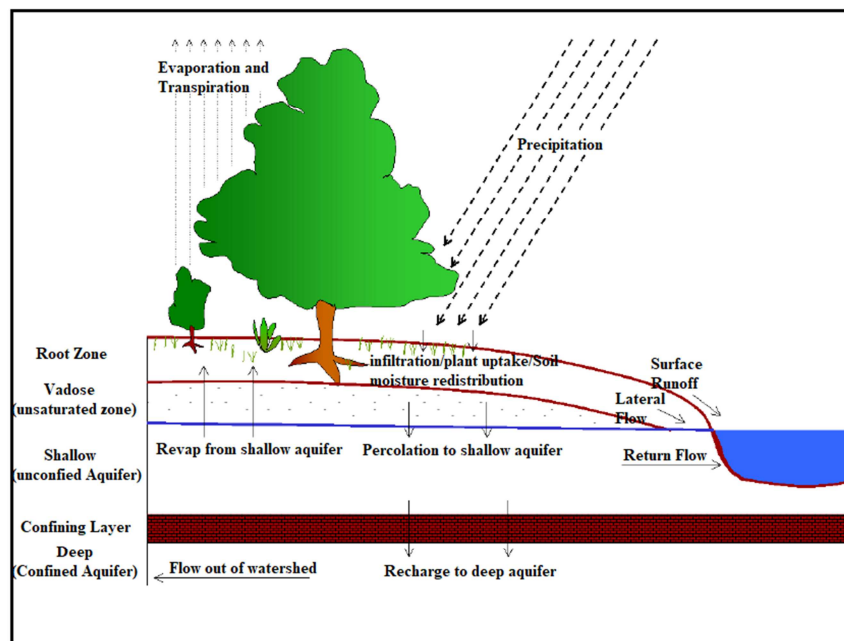 Evaporation and
Transpiration
Precipitation
Root Zone
infiltration/plant uptake/Soil
moisture redistribution
Surface
Runoff
Vadose
(unsaturated zone)
Lateral
Flow
Revap from shallow aquifer
Percolation to shallow aquifer
Return Flow
Shallow
(unconfied Aquifer)
Confining Layer
Deep
(Confined Aquifer)
Flow out of watershed
Recharge to deep aquifer